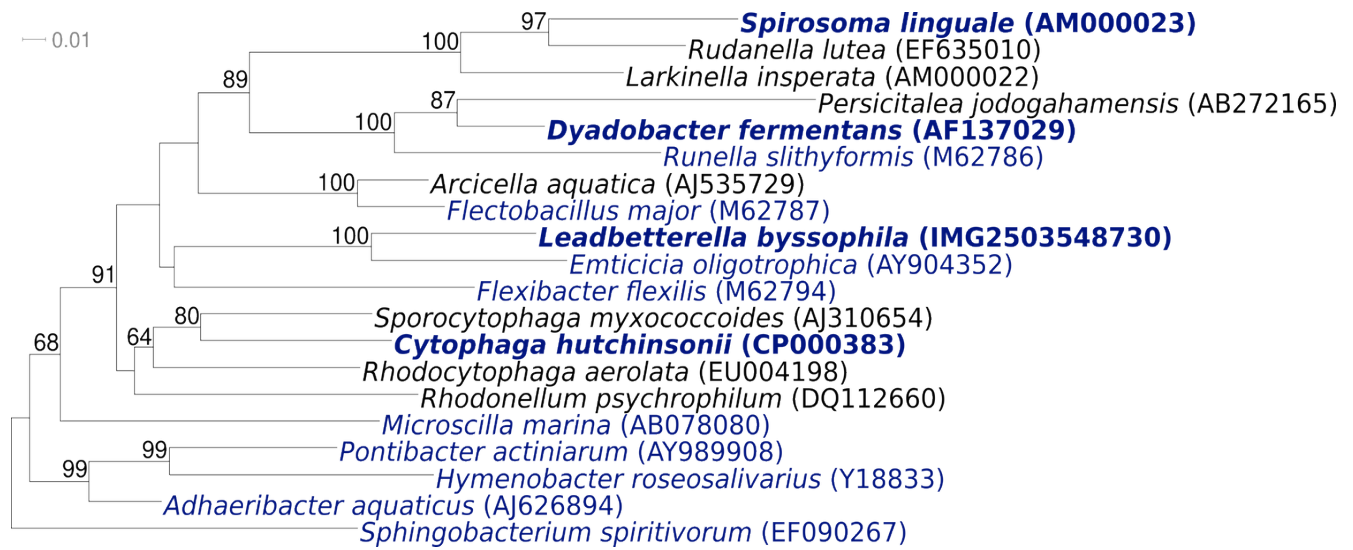 0.01
97 Spirosoma linguale (AM000023)
100 Rudanella lutea (EF635010)
Larkinella insperata (AM000022)
89
87 Persicitalea jodogahamensis (AB272165)
100 Dyadobacter fermentans (AF137029)
Runella slithyformis (M62786)
100 Arcicella aquatica (AJ535729)
Flectobacillus major (M62787)
100 Leadbetterella byssophila (IMG2503548730)
Emticicia oligotrophica (AY904352)
91
Flexibacter flexilis (M62794)
80 Sporocytophaga myxococcoides (AJ310654)
68 64 Cytophaga hutchinsonii (CP000383)
Rhodocytophaga aerolata (EU004198)
Rhodonellum psychrophilum (DQ112660)
Microscilla marina (AB078080)
99 Pontibacter actiniarum (AY989908)
99 Hymenobacter roseosalivarius (Y18833)
Adhaeribacter aquaticus (AJ626894)
Sphingobacterium spiritivorum (EF090267)